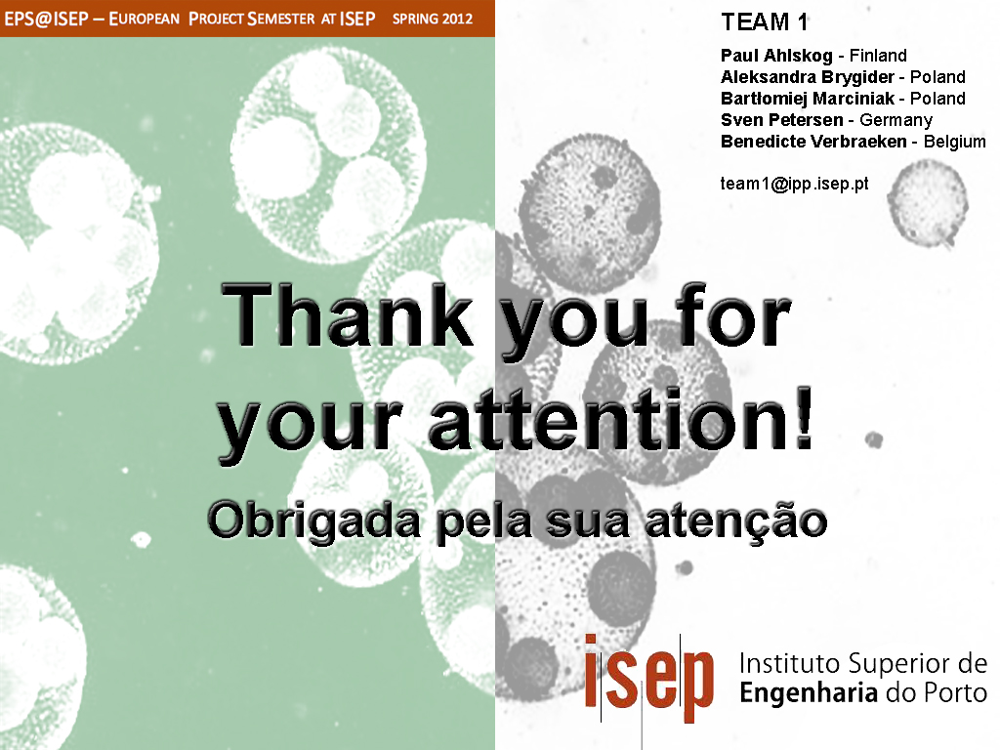 EPS@ISEP – EUROPEAN PROJECT SEMESTER AT ISEP SPRING 2012
TEAM 1
Paul Ahlskog - Finland
Aleksandra Brygider - Poland
Bartłomiej Marciniak - Poland
Sven Petersen - Germany
Benedicte Verbraeken - Belgium
team1@ipp.isep.pt
Thank you for
your attention!
Obrigada pela sua atenção
isep
Instituto Superior de
Engenharia do Porto